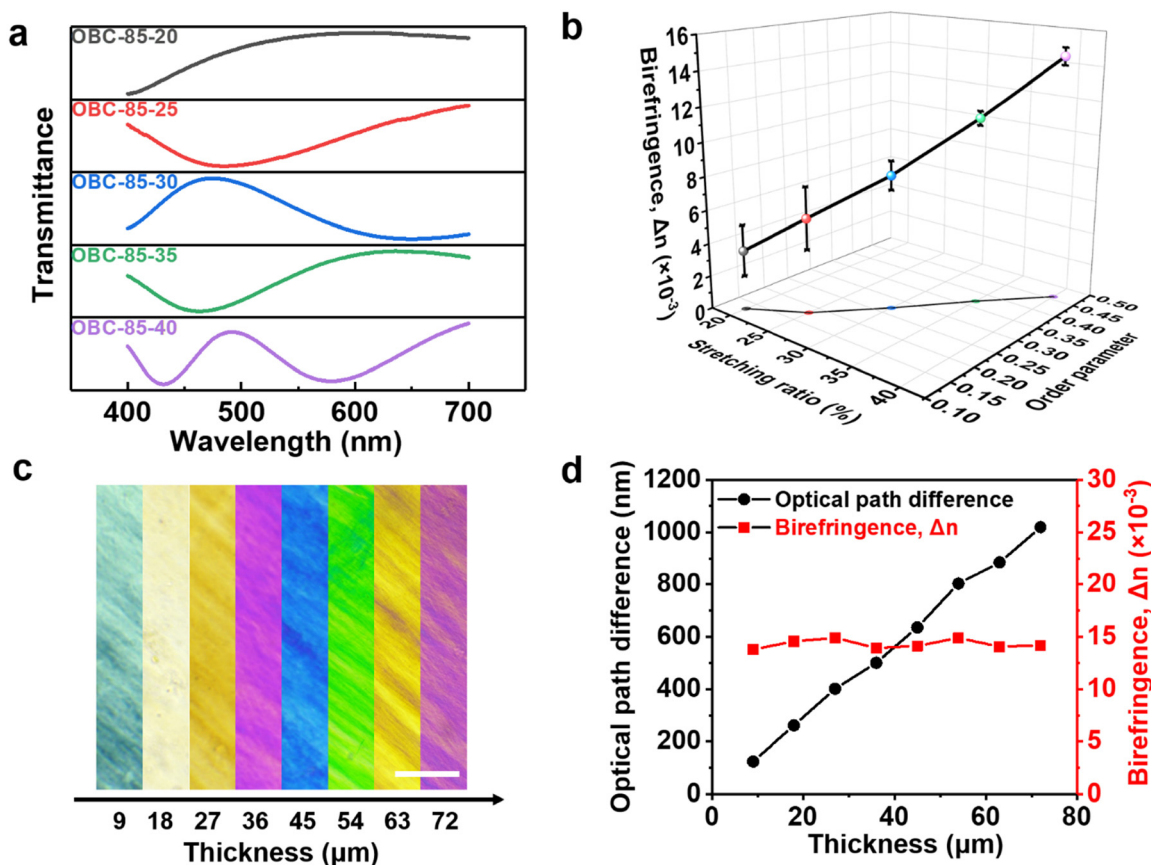 a
OBC-85-20
OBC-85-25
OBC-85-30
OBC-85-35
OBC-85-40
Transmittance
400 500 600 700
Wavelength (nm)
b
16
14
12
10
8
6
4
2
0
Birefringence, Δn (×10⁻³)
20
25
30
35
40
Stretching ratio (%)
0.50
0.45
0.40
0.35
0.30
0.25
0.20
0.15
0.10
Order parameter
c
9 18 27 36 45 54 63 72
Thickness (μm)
d
1200
1000
800
600
400
200
0
Optical path difference (nm)
Optical path difference
Birefringence, Δn
30
25
20
15
10
5
0
Birefringence, Δn (×10⁻³)
0 20 40 60 80
Thickness (μm)